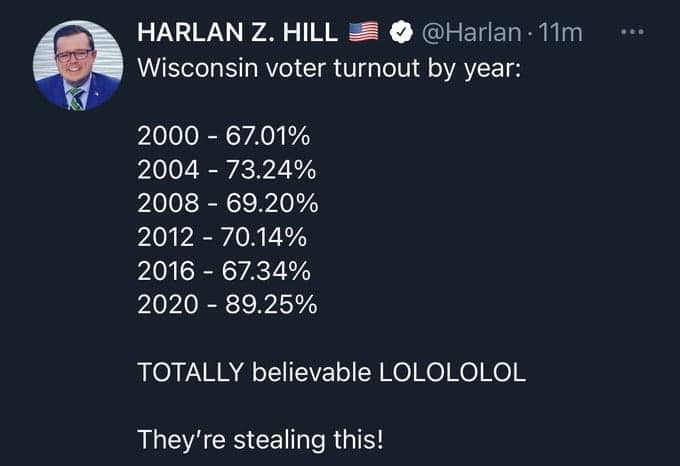 HARLAN Z. HILL 🇺🇸 @Harlan · 11m
Wisconsin voter turnout by year:
2000 - 67.01%
2004 - 73.24%
2008 - 69.20%
2012 - 70.14%
2016 - 67.34%
2020 - 89.25%
TOTALLY believable LOLOLOLOL
They're stealing this!